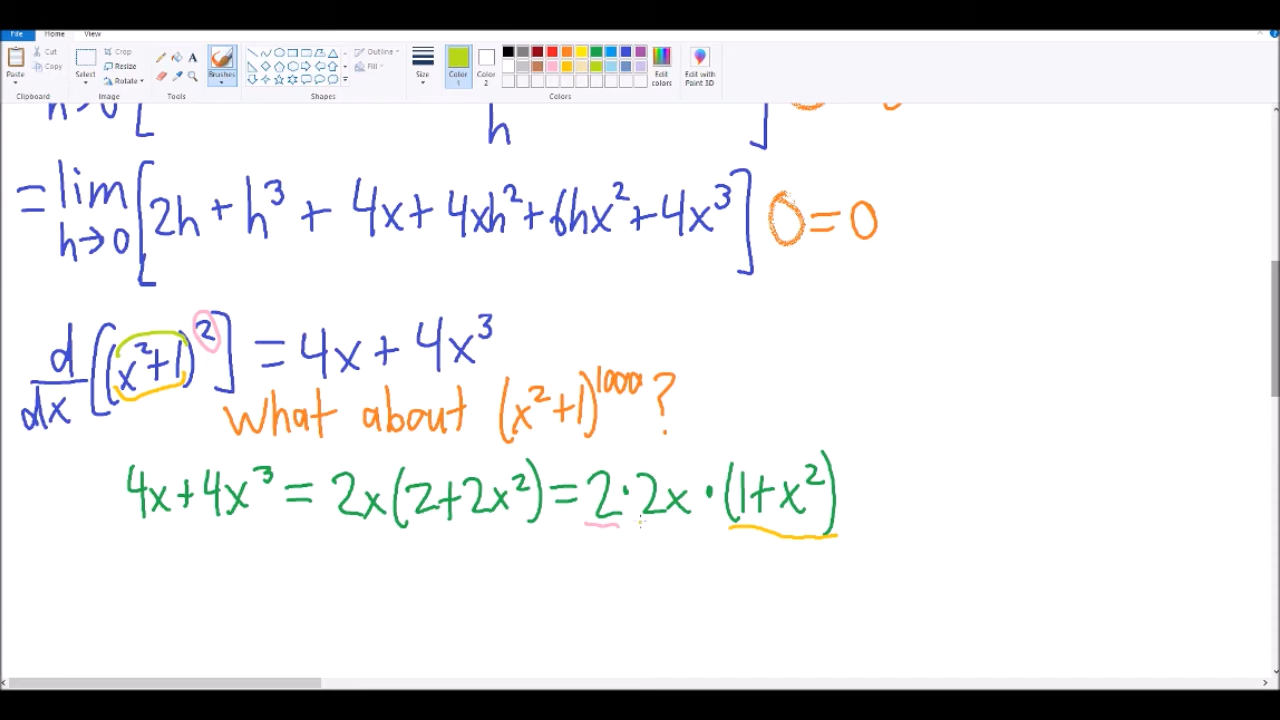 File Home View
Cut
Copy
Paste
Clipboard
Select
Crop
Resize
Rotate
Image
Tools
Brushes
Shapes
Outline
Fill
Size
Color 1
Color 2
Colors
Edit colors
Edit with Paint 3D
h→0 [ h ]
= lim h→0 [2h + h³ + 4x + 4xh² + 6hx² + 4x³] 0=0
d/dx [(x²+1)²] = 4x + 4x³
What about (x²+1)¹⁰⁰⁰?
4x+4x³ = 2x(2+2x²) = 2·2x·(1+x²)